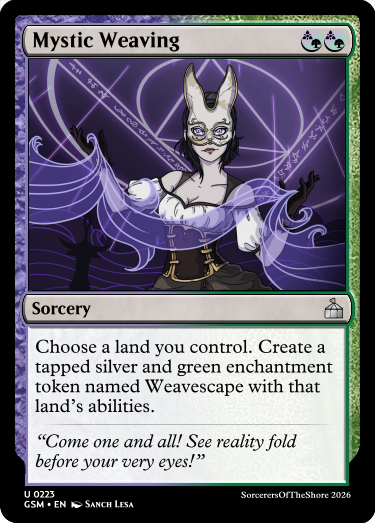 Mystic Weaving
Sorcery
Choose a land you control. Create a
tapped silver and green enchantment
token named Weavescape with that
land's abilities.
“Come one and all! See reality fold
before your very eyes!”
U 0223
GSM • EN Sanch Lesa
SorcerersOfTheShore 2026